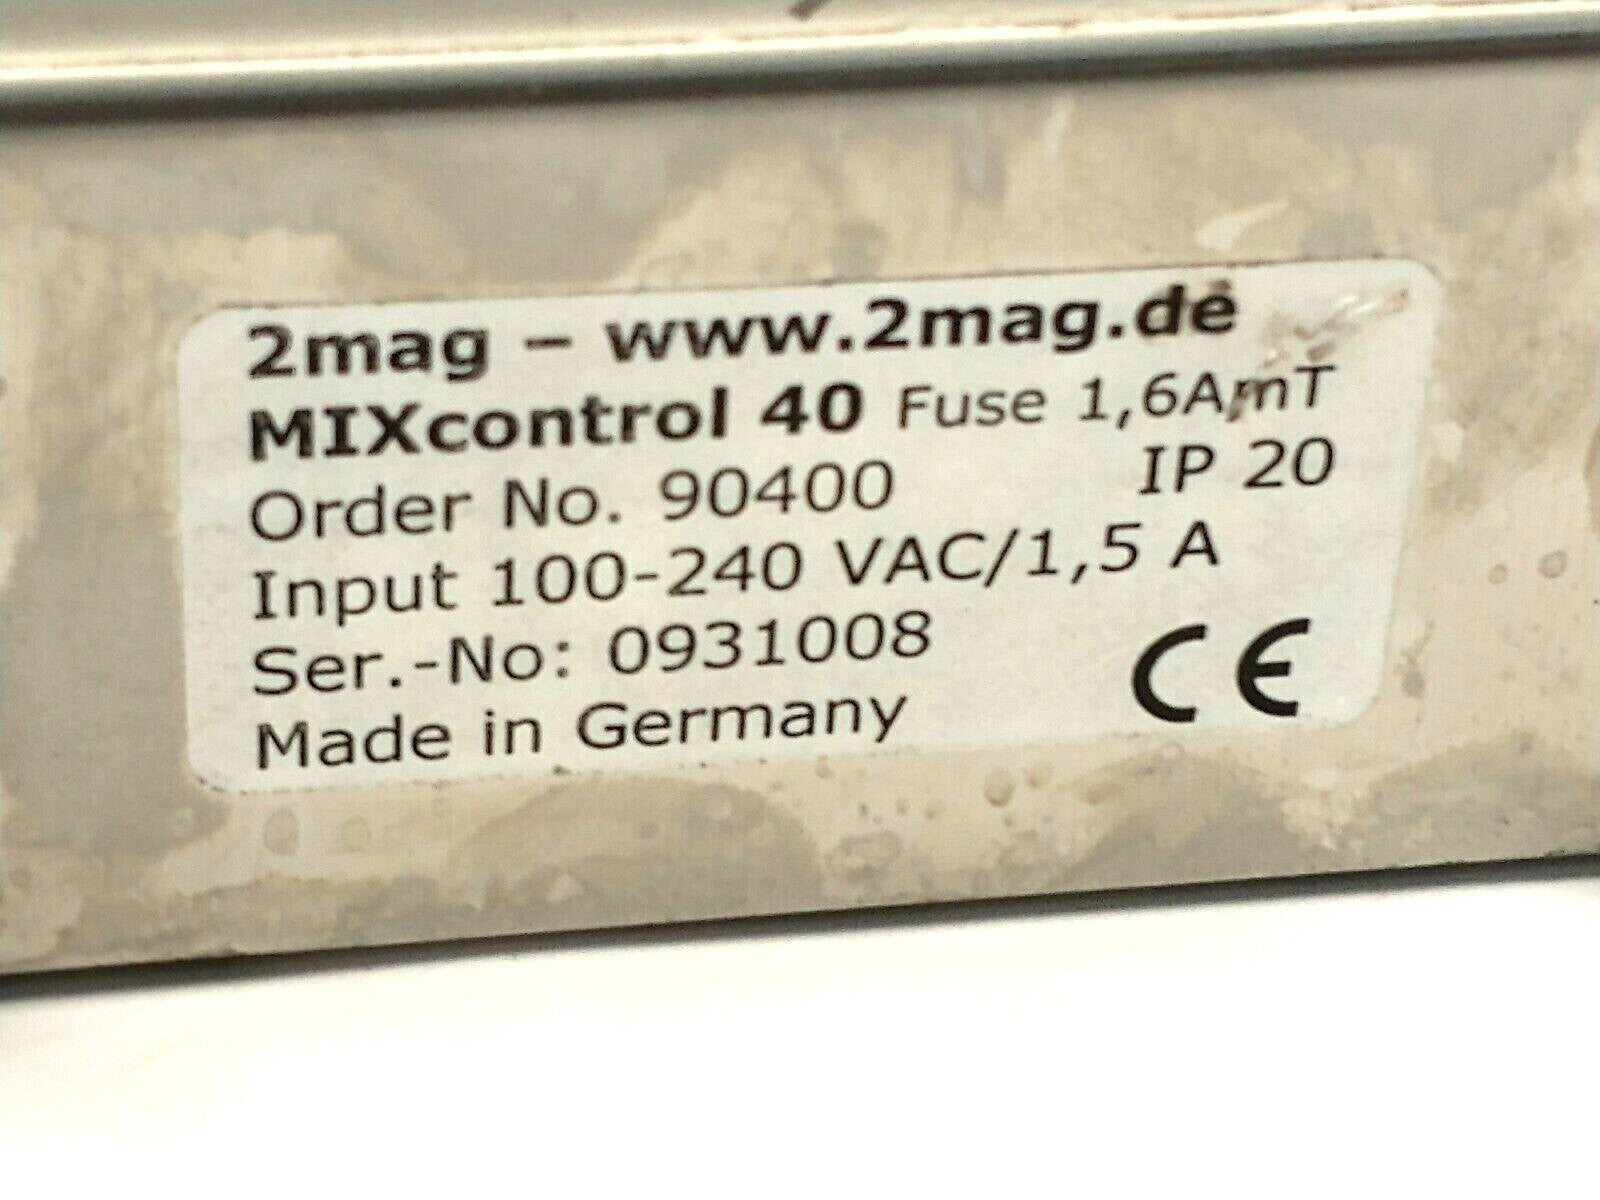 2mag – www.2mag.de
MIXcontrol 40 Fuse 1,6AmT
Order No. 90400 IP 20
Input 100-240 VAC/1,5 A
Ser.-No: 0931008
Made in Germany CE